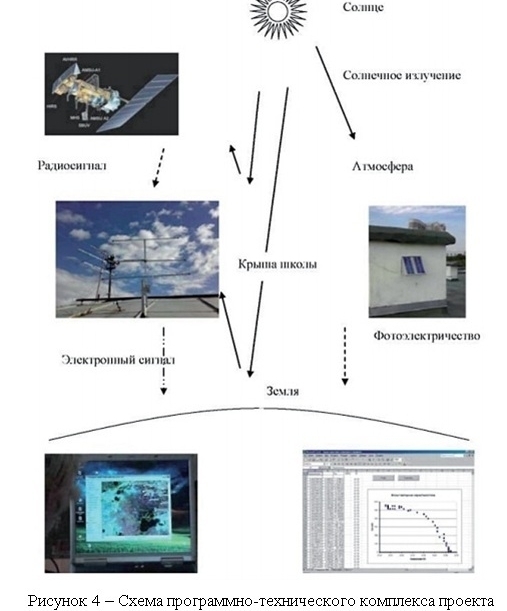 Солнце
Солнечное излучение
Радиосигнал
Атмосфера
Крыша школы
Фотоэлектричество
Электронный сигнал
Земля
Рисунок 4 – Схема программно-технического комплекса проекта